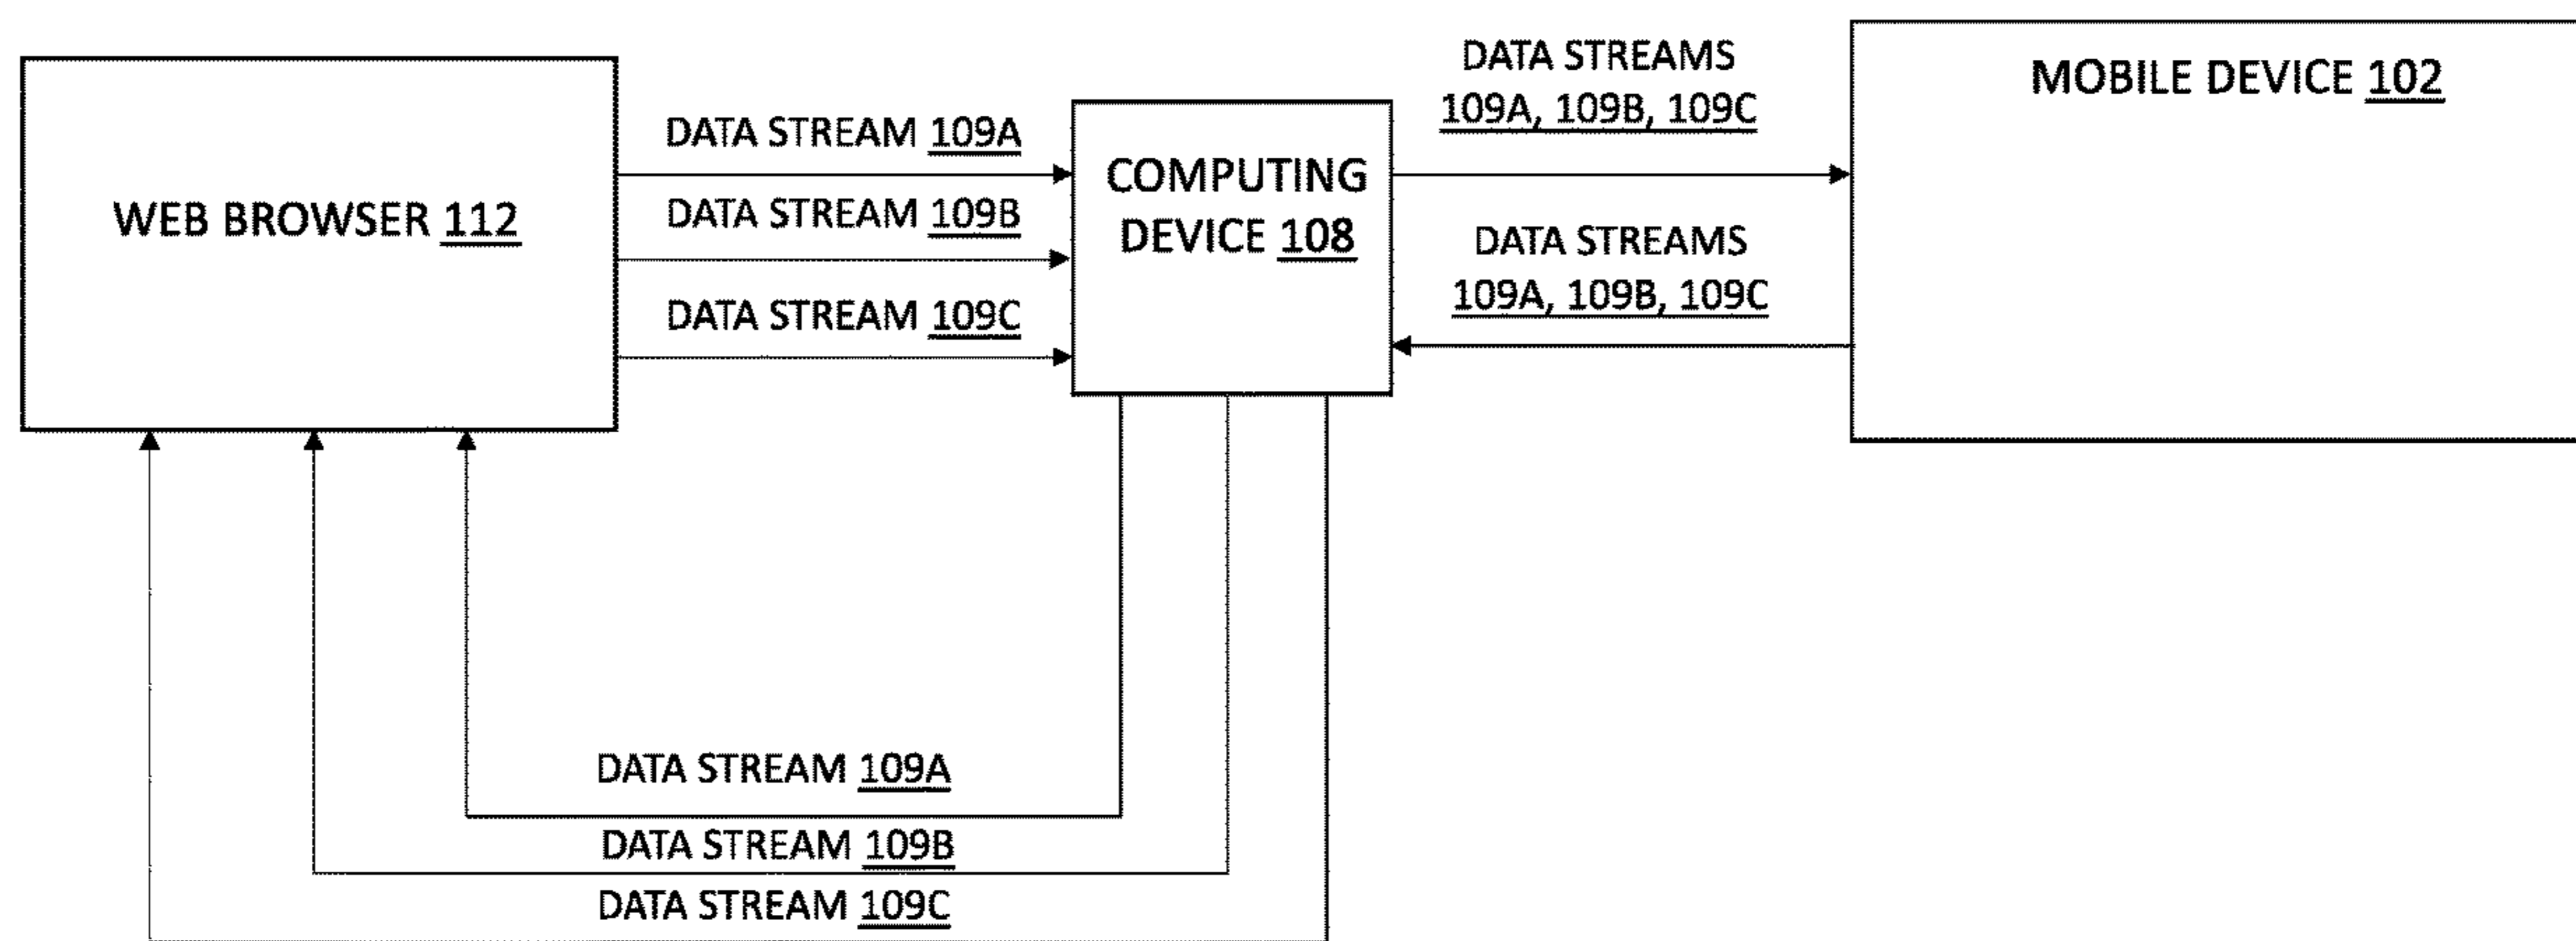 WEB BROWSER 112
DATA STREAM 109A
DATA STREAM 109B
DATA STREAM 109C
COMPUTING
DEVICE 108
DATA STREAMS
109A, 109B, 109C
DATA STREAMS
109A, 109B, 109C
MOBILE DEVICE 102
DATA STREAM 109A
DATA STREAM 109B
DATA STREAM 109C